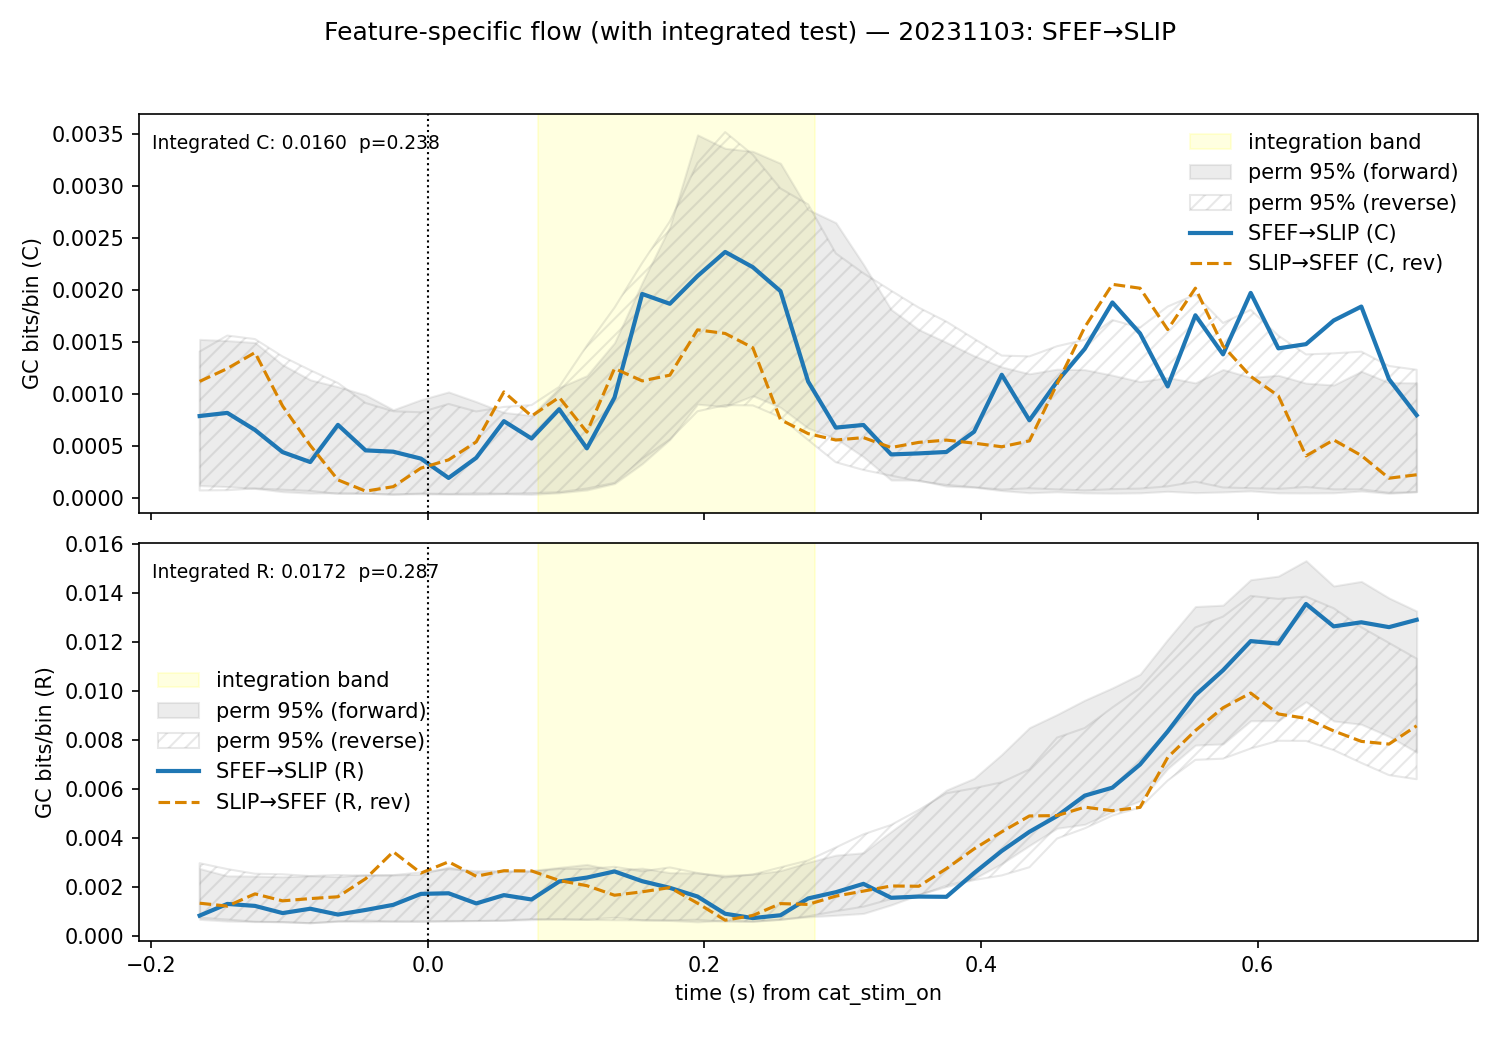 Feature-specific flow (with integrated test) — 20231103: SFEF→SLIP
Integrated C: 0.0160  p=0.238
integration band
perm 95% (forward)
perm 95% (reverse)
SFEF→SLIP (C)
SLIP→SFEF (C, rev)
GC bits/bin (C)
0.0035
0.0030
0.0025
0.0020
0.0015
0.0010
0.0005
0.0000
Integrated R: 0.0172  p=0.287
integration band
perm 95% (forward)
perm 95% (reverse)
SFEF→SLIP (R)
SLIP→SFEF (R, rev)
GC bits/bin (R)
0.016
0.014
0.012
0.010
0.008
0.006
0.004
0.002
0.000
−0.2 0.0 0.2 0.4 0.6
time (s) from cat_stim_on